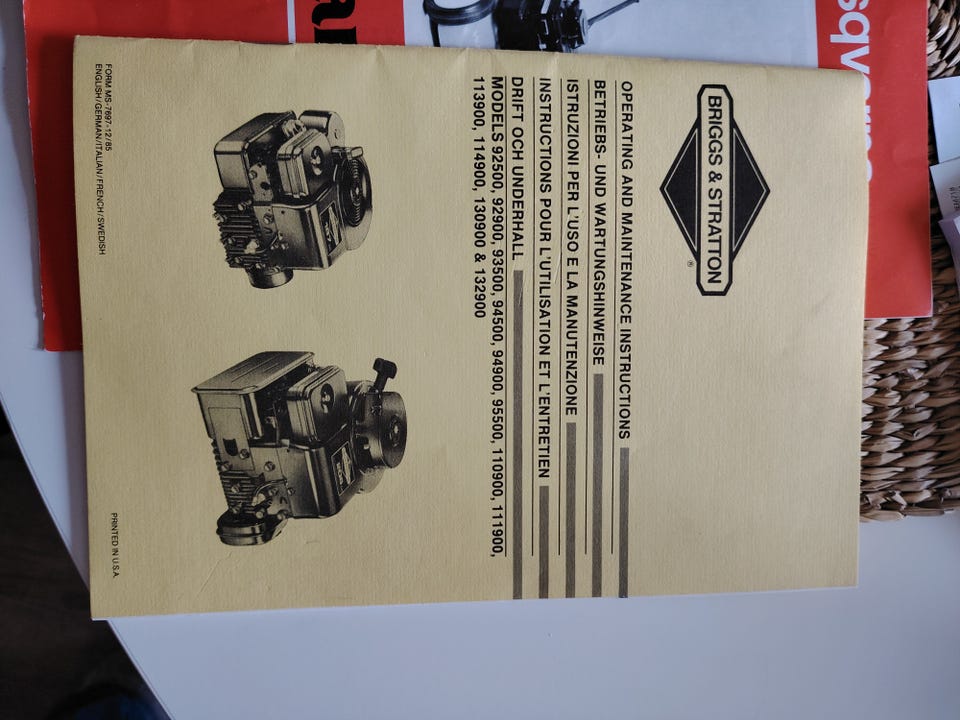 BRIGGS & STRATTON
®
OPERATING AND MAINTENANCE INSTRUCTIONS
BETRIEBS- UND WARTUNGSHINWEISE
ISTRUZIONI PER L'USO E LA MANUTENZIONE
INSTRUCTIONS POUR L'UTILISATION ET L'ENTRETIEN
DRIFT OCH UNDERHALL
MODELS 92500, 92900, 93500, 94500, 94900, 95500, 110900, 111900,
113900, 114900, 130900 & 132900
FORM MS-7697-12/85
ENGLISH/GERMAN/ITALIAN/FRENCH/SWEDISH
PRINTED IN U.S.A.